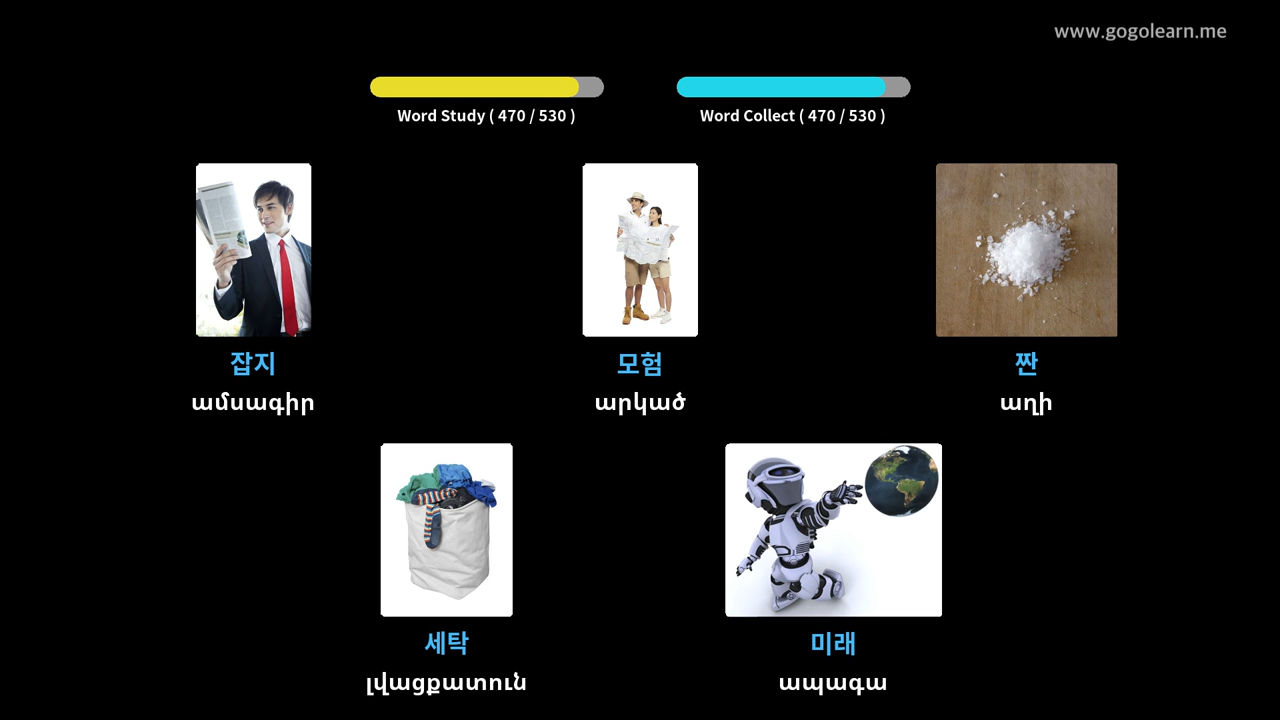 www.gogolearn.me
Word Study ( 470 / 530 )
Word Collect ( 470 / 530 )
잡지
ամսագիր
모험
արկած
짠
աղի
세탁
լվացքատուն
미래
ապագա